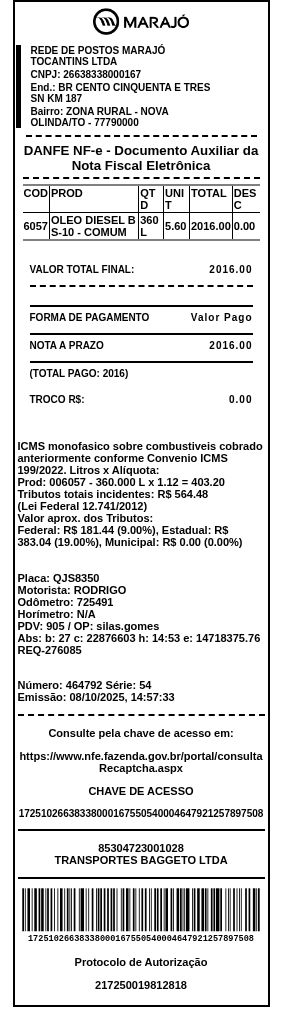 MARAJÓ
REDE DE POSTOS MARAJÓ
TOCANTINS LTDA
CNPJ: 26638338000167
End.: BR CENTO CINQUENTA E TRES
SN KM 187
Bairro: ZONA RURAL - NOVA
OLINDA/TO - 77790000
DANFE NF-e - Documento Auxiliar da
Nota Fiscal Eletrônica
COD PROD QT UNI TOTAL DES
D T C
6057 OLEO DIESEL B 360 5.60 2016.00 0.00
S-10 - COMUM L
VALOR TOTAL FINAL: 2016.00
FORMA DE PAGAMENTO Valor Pago
NOTA A PRAZO 2016.00
(TOTAL PAGO: 2016)
TROCO R$: 0.00
ICMS monofasico sobre combustiveis cobrado
anteriormente conforme Convenio ICMS
199/2022. Litros x Alíquota:
Prod: 006057 - 360.000 L x 1.12 = 403.20
Tributos totais incidentes: R$ 564.48
(Lei Federal 12.741/2012)
Valor aprox. dos Tributos:
Federal: R$ 181.44 (9.00%), Estadual: R$
383.04 (19.00%), Municipal: R$ 0.00 (0.00%)
Placa: QJS8350
Motorista: RODRIGO
Odômetro: 725491
Horímetro: N/A
PDV: 905 / OP: silas.gomes
Abs: b: 27 c: 22876603 h: 14:53 e: 14718375.76
REQ-276085
Número: 464792 Série: 54
Emissão: 08/10/2025, 14:57:33
Consulte pela chave de acesso em:
https://www.nfe.fazenda.gov.br/portal/consulta
Recaptcha.aspx
CHAVE DE ACESSO
17251026638338000167550540004647921257897508
85304723001028
TRANSPORTES BAGGETO LTDA
17251026638338000167550540004647921257897508
Protocolo de Autorização
217250019812818